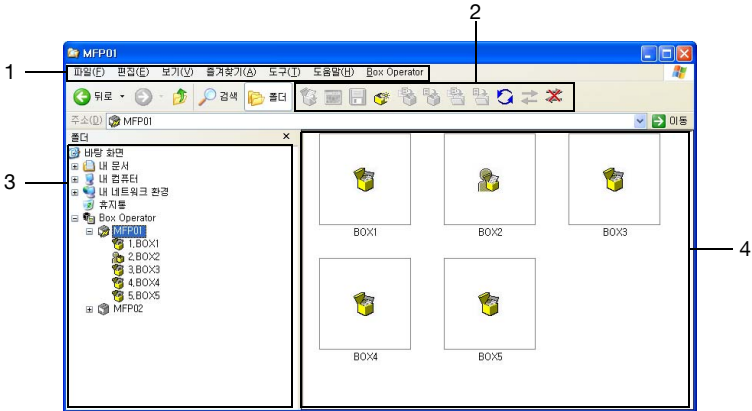 2
MFP01
1
파일(F) 편집(E) 보기(V) 즐겨찾기(A) 도구(T) 도움말(H) Box Operator
뒤로 검색 폴더
주소(D) MFP01 이동
폴더 ×
바탕 화면
내 문서
내 컴퓨터
내 네트워크 환경
휴지통
Box Operator
MFP01
1,BOX1
2,BOX2
3,BOX3
4,BOX4
5,BOX5
MFP02
3
BOX1 BOX2 BOX3
4
BOX4 BOX5